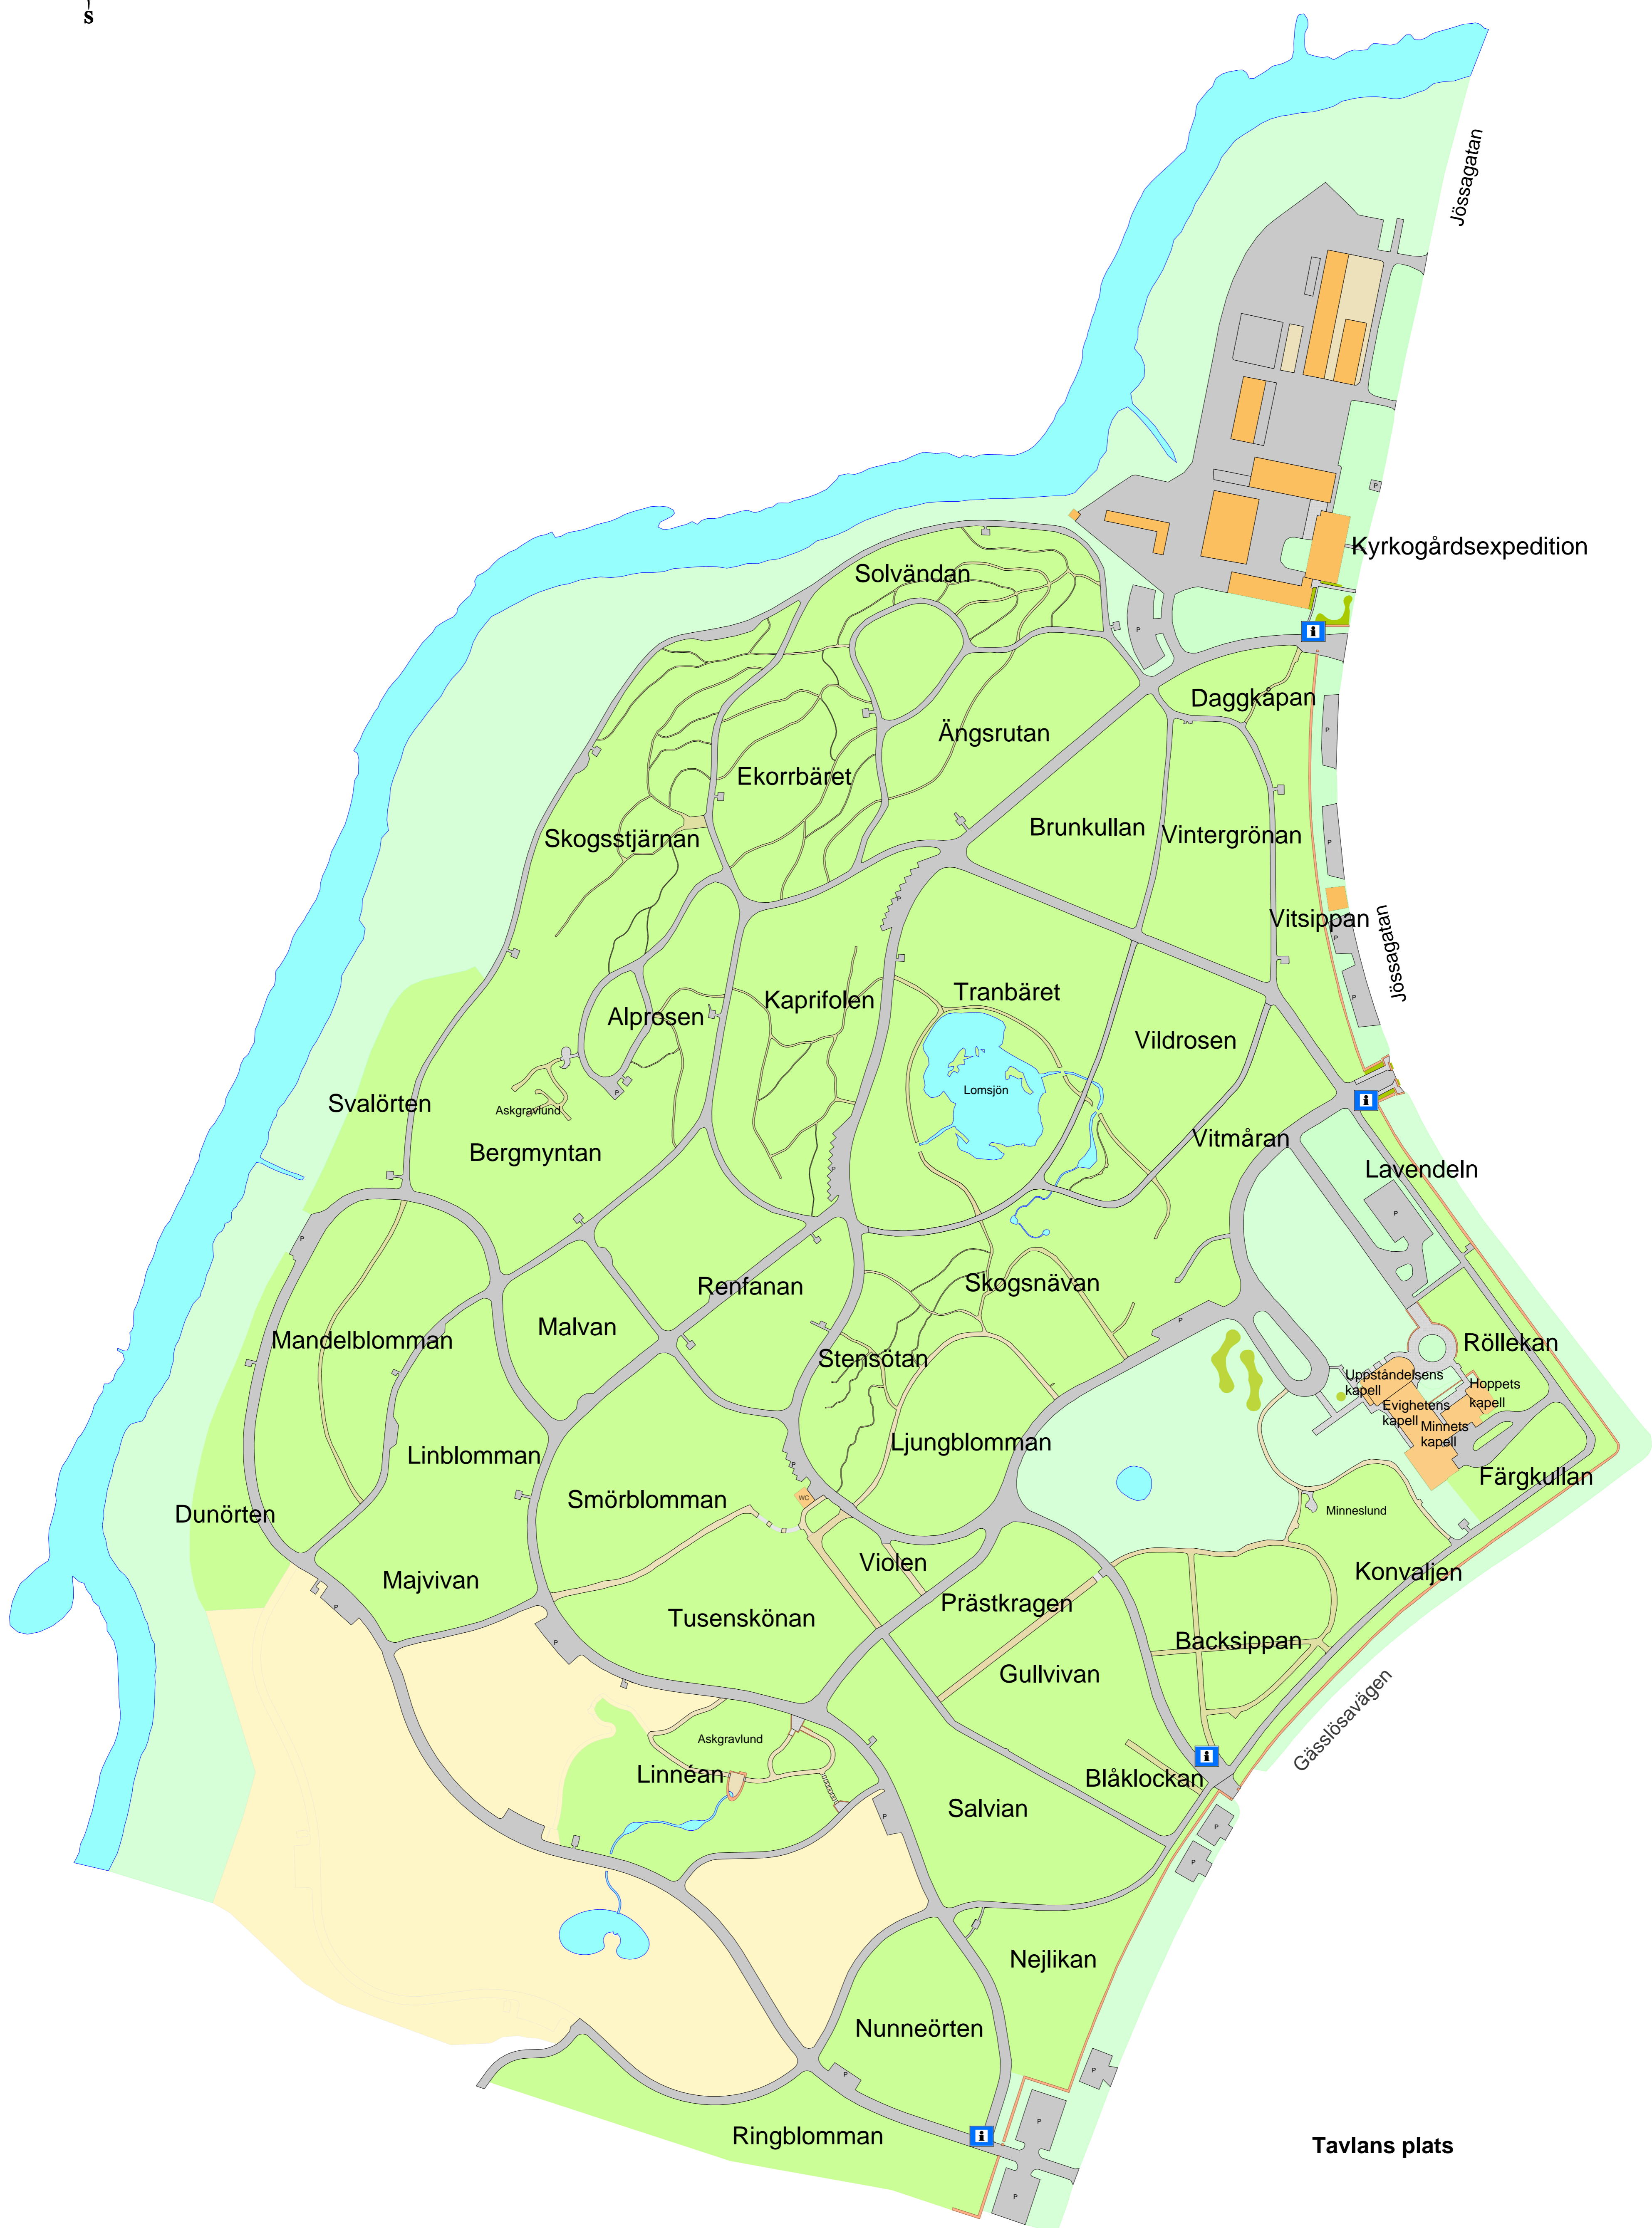 S
Jössagatan
P
Kyrkogårdsexpedition
Solvändan
i
P
Daggkåpan
P
Ängsrutan
Ekorrbäret
Brunkullan
Vintergrönan
Skogsstjärnan
P
P
Vitsippan
P
Jössagatan
Tranbäret
Kaprifolen
P
Alprosen
Vildrosen
Lomsjön
P
Svalörten
Askgravlund
i
Bergmyntan
Vitmåran
Lavendeln
P
P
P
Renfanan
Skogsnävan
Malvan
P
Mandelblomman
Röllekan
Stensötan
Uppståndelsens
kapell
Hoppets
kapell
Evighetens
kapell
Minnets
kapell
Ljungblomman
Linblomman
P
Färgkullan
Smörblomman
WC
Dunörten
Minneslund
Violen
Konvaljen
Majvivan
Prästkragen
P
Tusenskönan
P
Backsippan
Gullvivan
Gässlösavägen
Askgravlund
i
Linnéan
Blåklockan
Salvian
P
P
P
Nejlikan
Nunneörten
P
P
P
i
Ringblomman
Tavlans plats
P